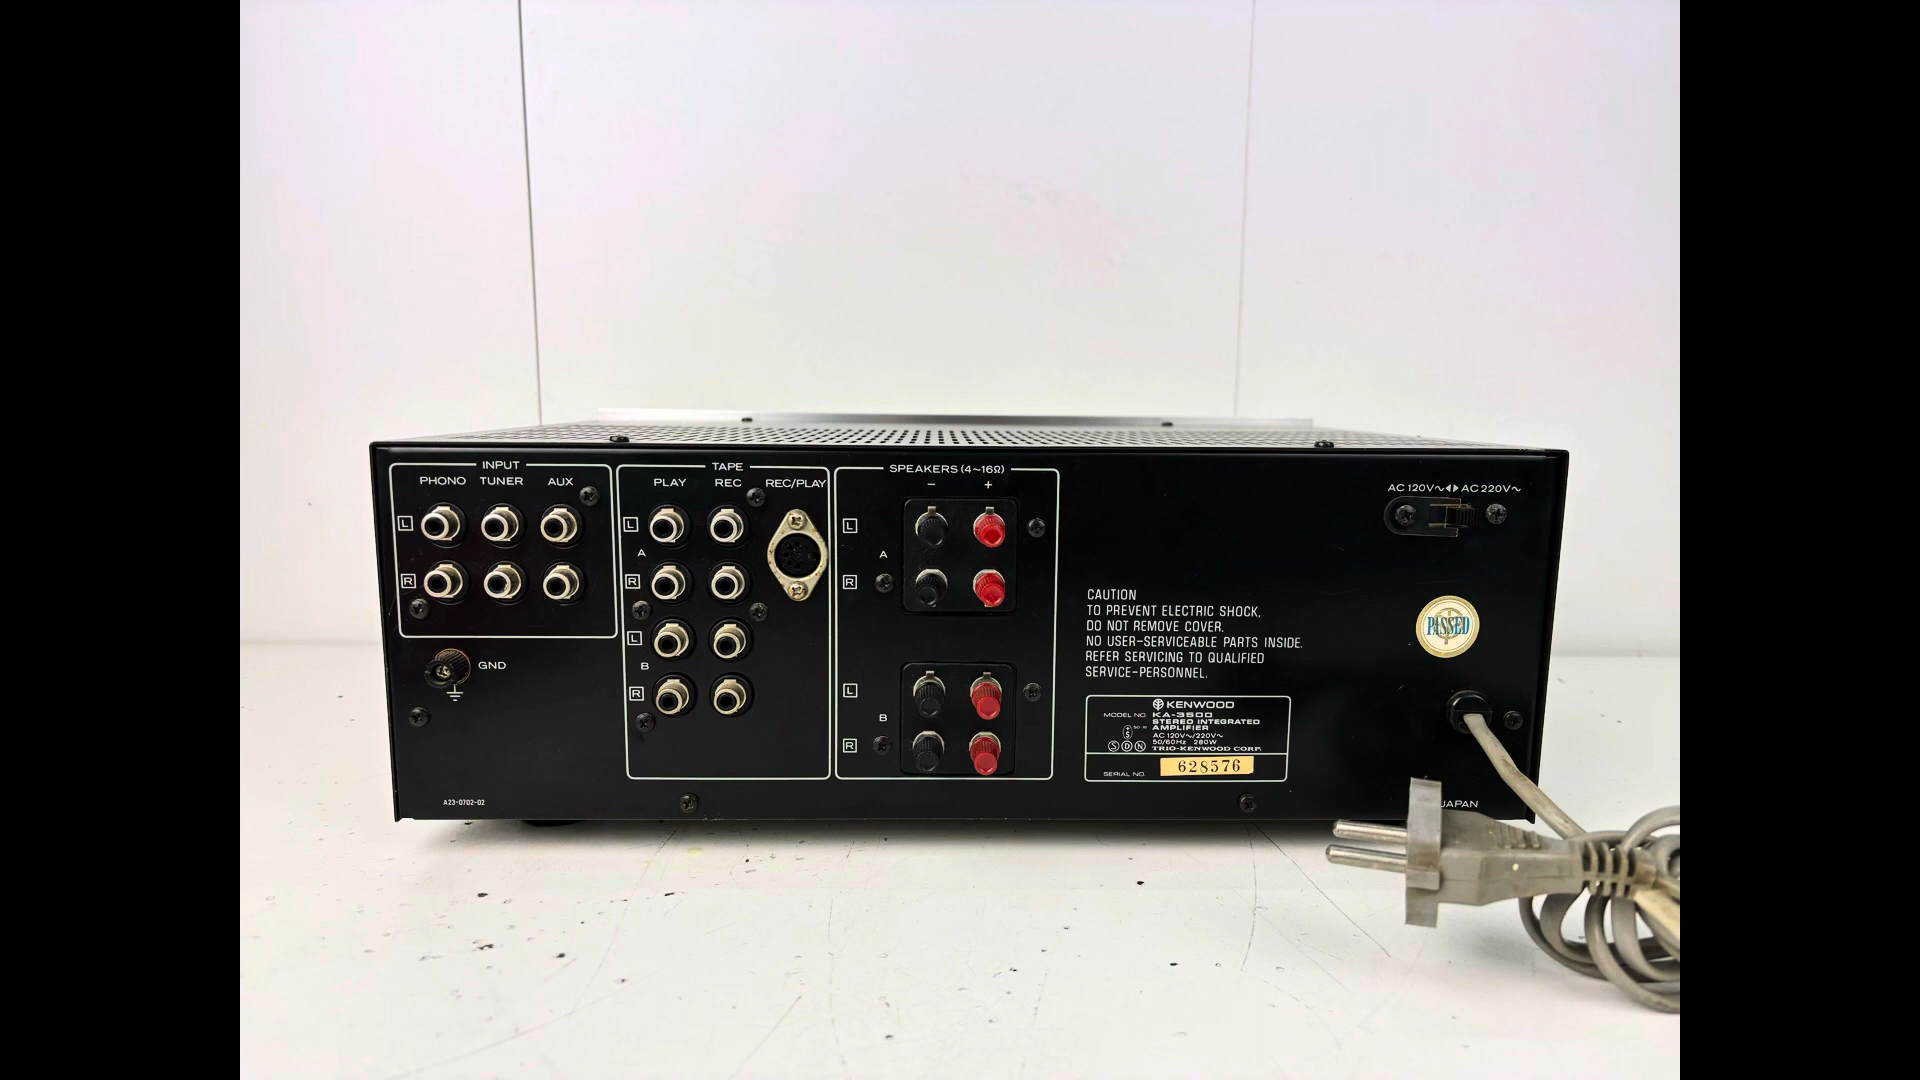 INPUT
PHONO TUNER AUX
L
R
GND
A23-0702-02
TAPE
PLAY REC REC/PLAY
L
A
R
L
B
R
SPEAKERS (4~16Ω)
− +
L
A
R
L
B
R
AC 120V~ AC 220V~
CAUTION
TO PREVENT ELECTRIC SHOCK,
DO NOT REMOVE COVER.
NO USER-SERVICEABLE PARTS INSIDE.
REFER SERVICING TO QUALIFIED
SERVICE-PERSONNEL.
PASSED
KENWOOD
MODEL NO. KA-3500
STEREO INTEGRATED
AMPLIFIER
AC 120V~/220V~
50/60Hz 280W
S D N TRIO-KENWOOD CORP.
SERIAL NO. 628576
JAPAN